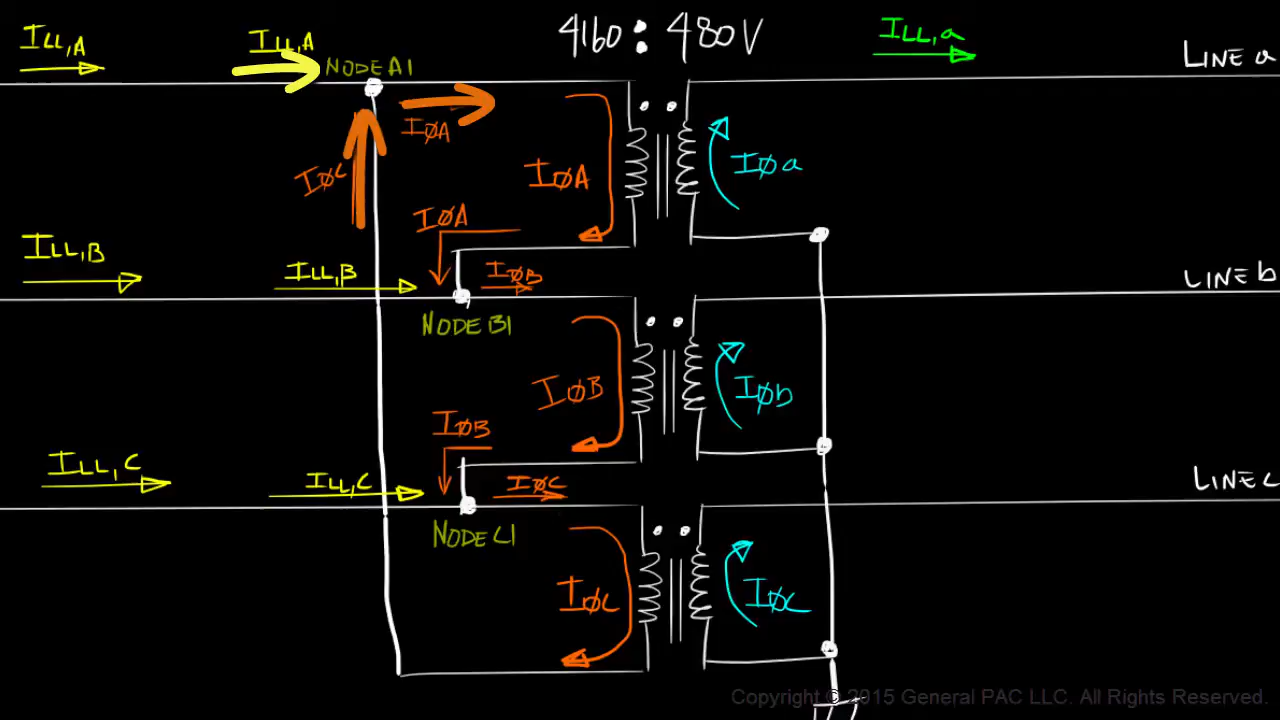 4160 : 480V
ILL,A
ILL,A
ILL,a
LINE a
NODE A1
IØA
IØC
IØA
IØa
IØA
ILL,B
ILL,B
IØB
LINE b
NODE B1
IØB
IØb
IØB
ILL,C
ILL,C
IØC
LINE c
NODE C1
IØC
IØc
Copyright © 2015 General PAC LLC. All Rights Reserved.